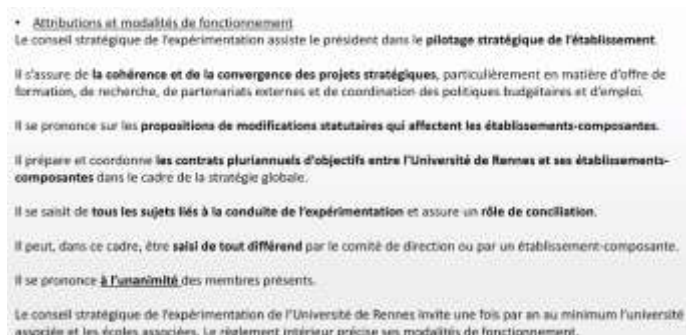 • Attributions et modalités de fonctionnement
Le conseil stratégique de l'expérimentation assiste le président dans le pilotage stratégique de l'établissement.
Il s'assure de la cohérence et de la convergence des projets stratégiques, particulièrement en matière d'offre de
formation, de recherche, de partenariats externes et de coordination des politiques budgétaires et d'emploi.
Il se prononce sur les propositions de modifications statutaires qui affectent les établissements-composantes.
Il prépare et coordonne les contrats pluriannuels d'objectifs entre l'Université de Rennes et ses établissements-
composantes dans le cadre de la stratégie globale.
Il se saisit de tous les sujets liés à la conduite de l'expérimentation et assure un rôle de conciliation.
Il peut, dans ce cadre, être saisi de tout différend par le comité de direction ou par un établissement-composante.
Il se prononce à l'unanimité des membres présents.
Le conseil stratégique de l'expérimentation de l'Université de Rennes invite une fois par an au minimum l'université
associée et les écoles associées. Le règlement intérieur précise ses modalités de fonctionnement.